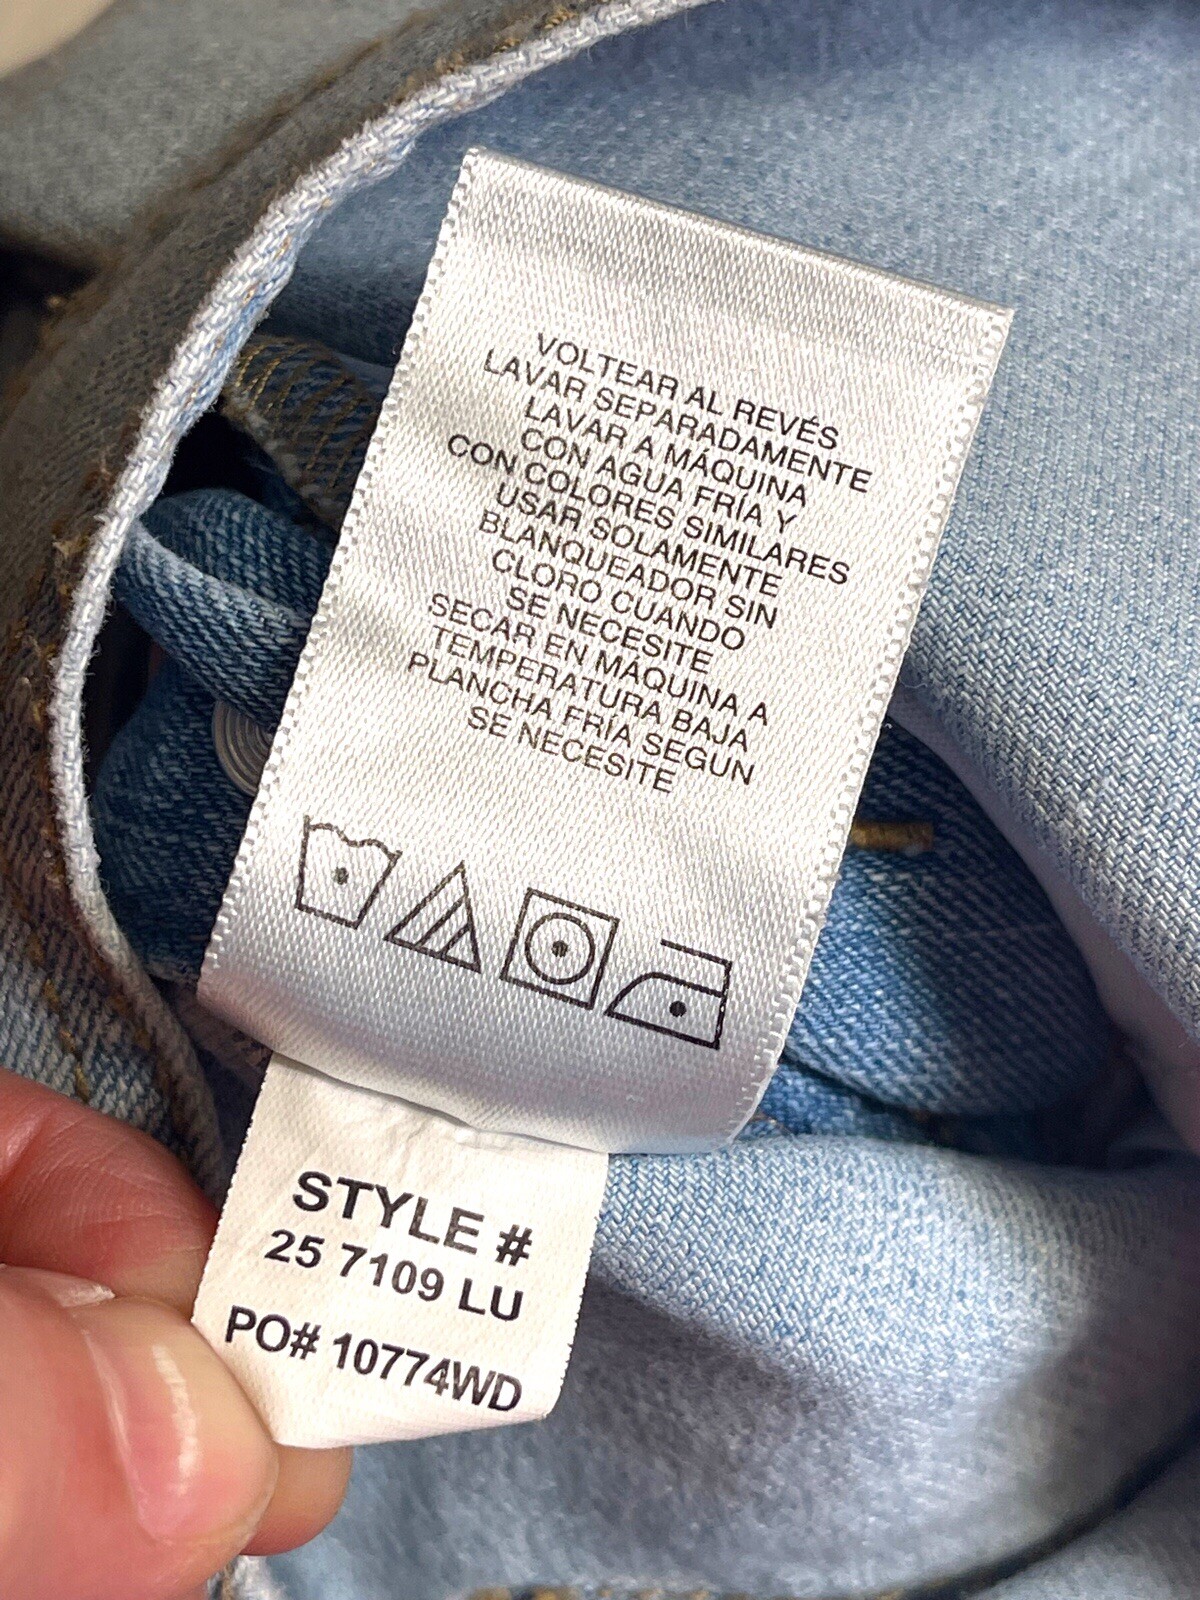 VOLTEAR AL REVÉS
LAVAR SEPARADAMENTE
LAVAR A MÁQUINA
CON AGUA FRÍA Y
CON COLORES SIMILARES
USAR SOLAMENTE
BLANQUEADOR SIN
CLORO CUANDO
SE NECESITE
SECAR EN MÁQUINA A
TEMPERATURA BAJA
PLANCHA FRÍA SEGUN
SE NECESITE
STYLE #
25 7109 LU
PO# 10774WD